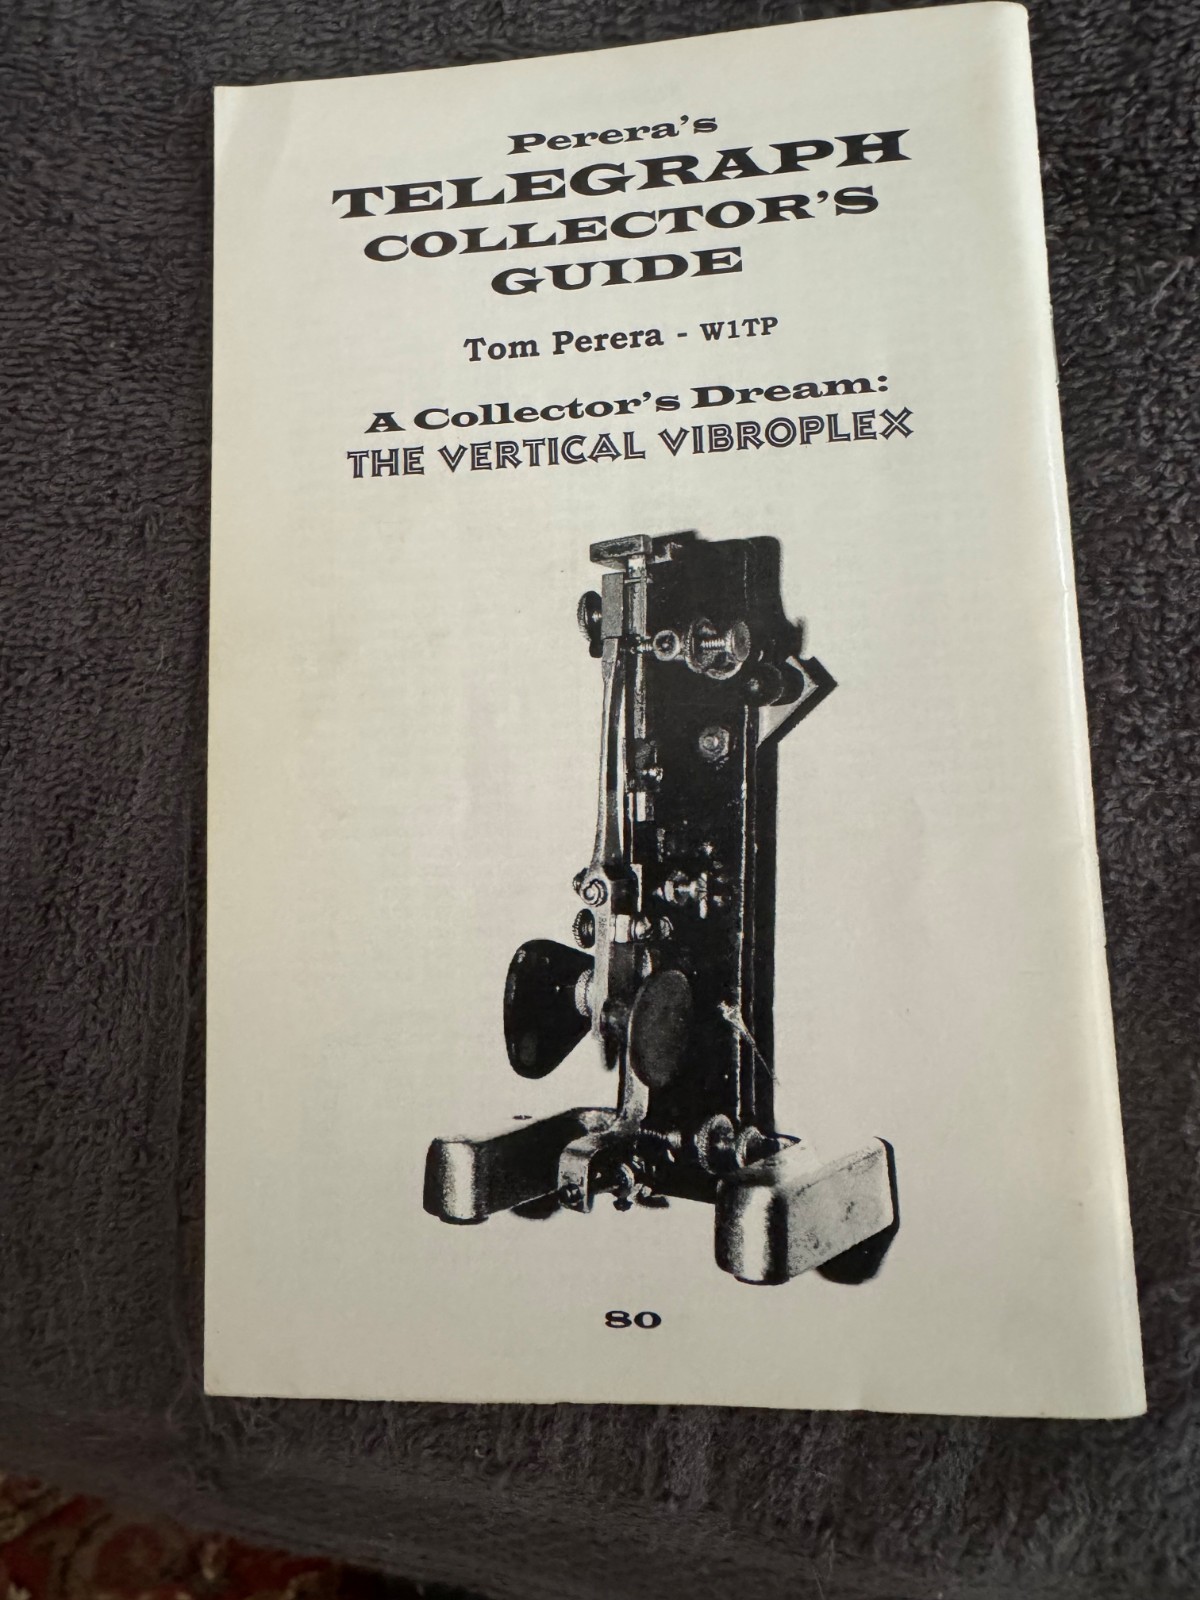 Perera's
TELEGRAPH
COLLECTOR'S
GUIDE
Tom Perera - W1TP
A Collector's Dream:
THE VERTICAL VIBROPLEX
80